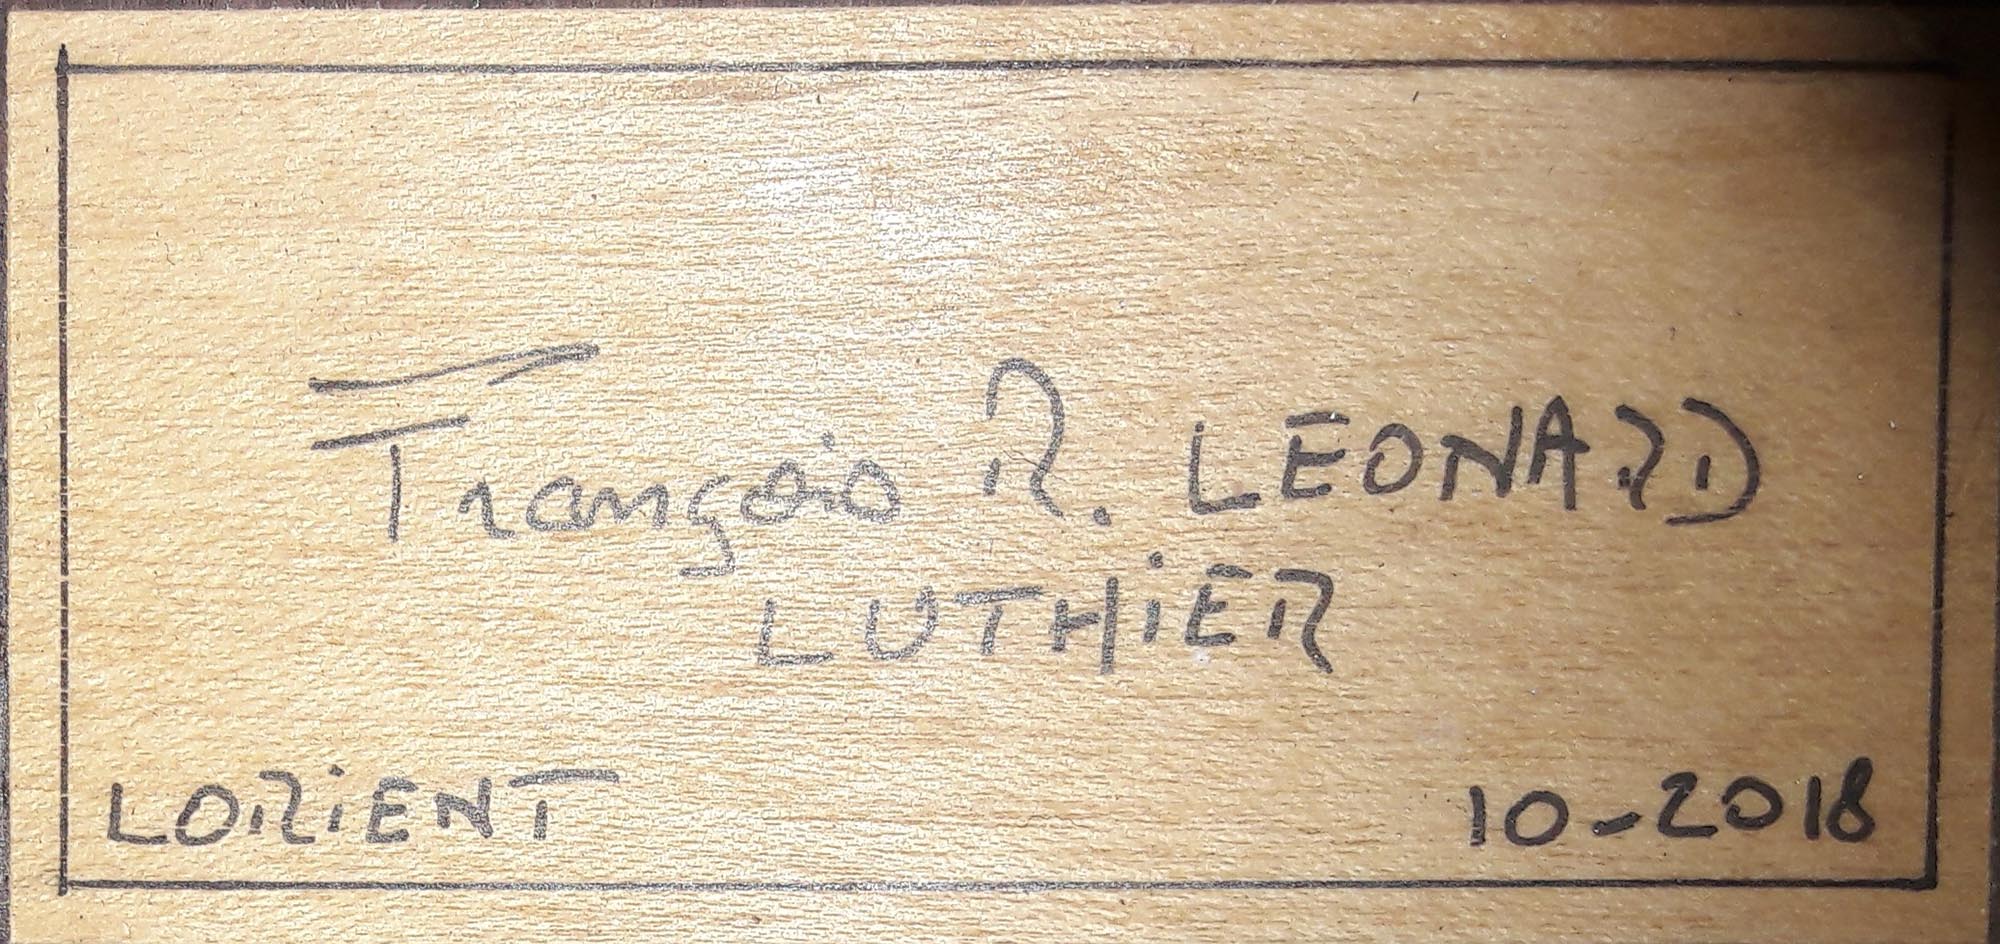 François R. LEONARD
LUTHiER
LORiENT
10-2018